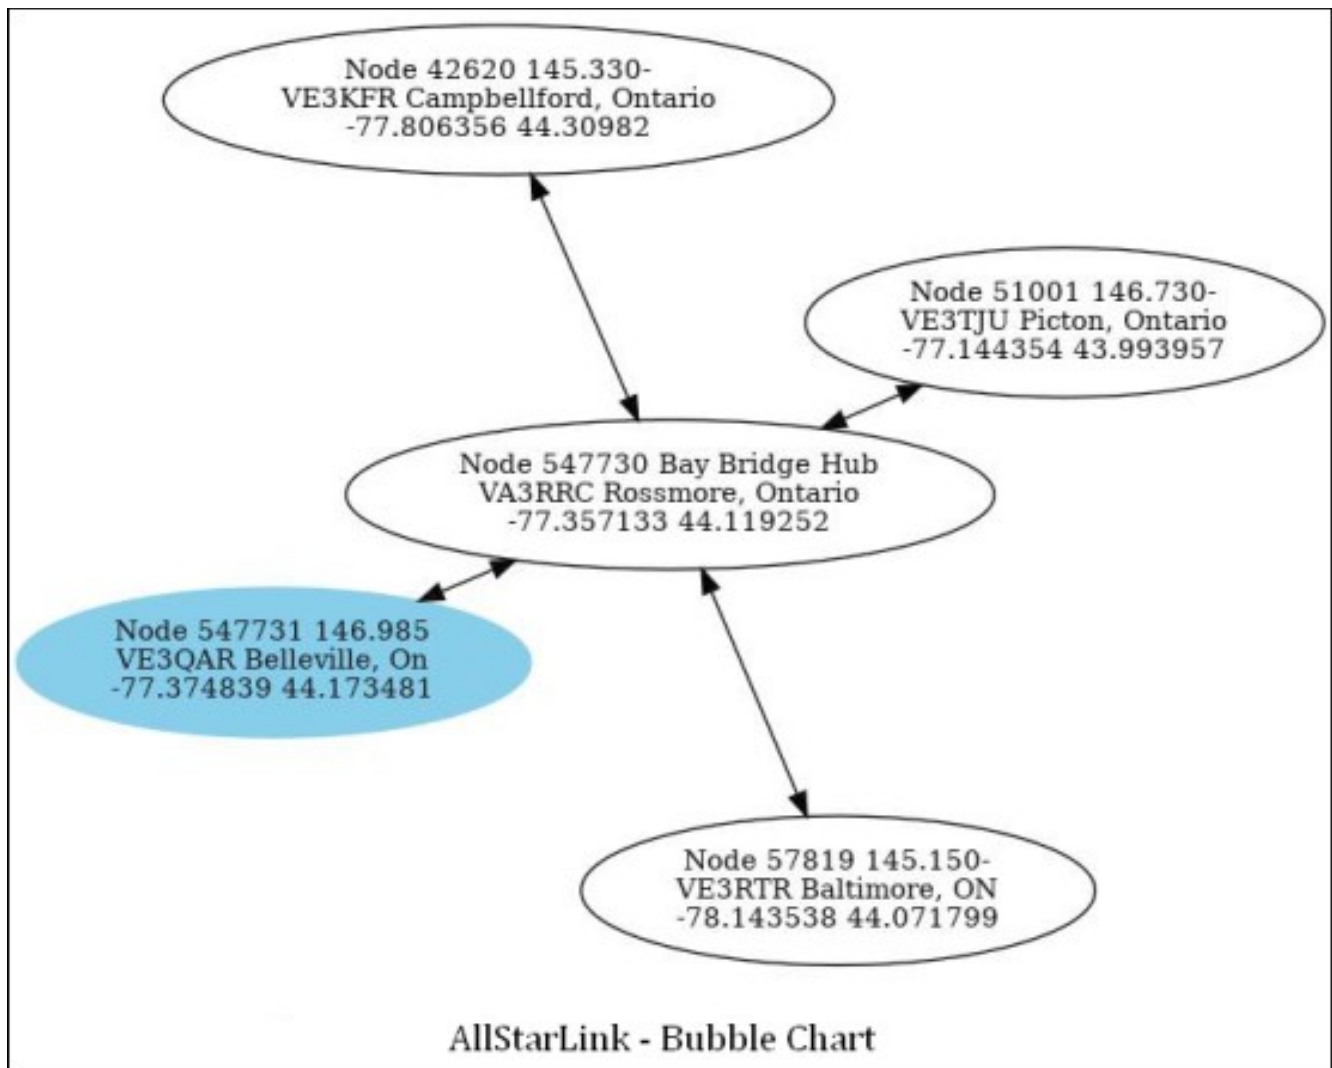 Node 42620 145.330-
VE3KFR Campbellford, Ontario
-77.806356 44.30982
Node 51001 146.730-
VE3TJU Picton, Ontario
-77.144354 43.993957
Node 547730 Bay Bridge Hub
VA3RRC Rossmore, Ontario
-77.357133 44.119252
Node 547731 146.985
VE3QAR Belleville, On
-77.374839 44.173481
Node 57819 145.150-
VE3RTR Baltimore, ON
-78.143538 44.071799
AllStarLink - Bubble Chart